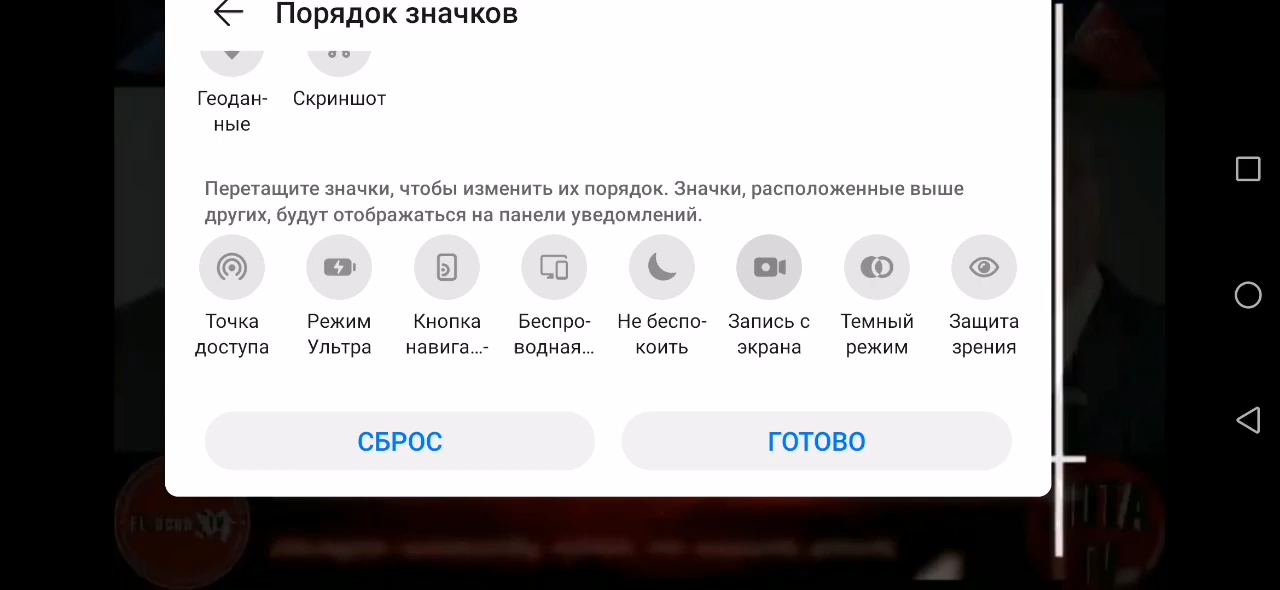 Порядок значков
Геодан-
ные
Скриншот
Перетащите значки, чтобы изменить их порядок. Значки, расположенные выше
других, будут отображаться на панели уведомлений.
Точка
доступа
Режим
Ультра
Кнопка
навига...-
Беспро-
водная...
Не беспо-
коить
Запись с
экрана
Темный
режим
Защита
зрения
СБРОС
ГОТОВО